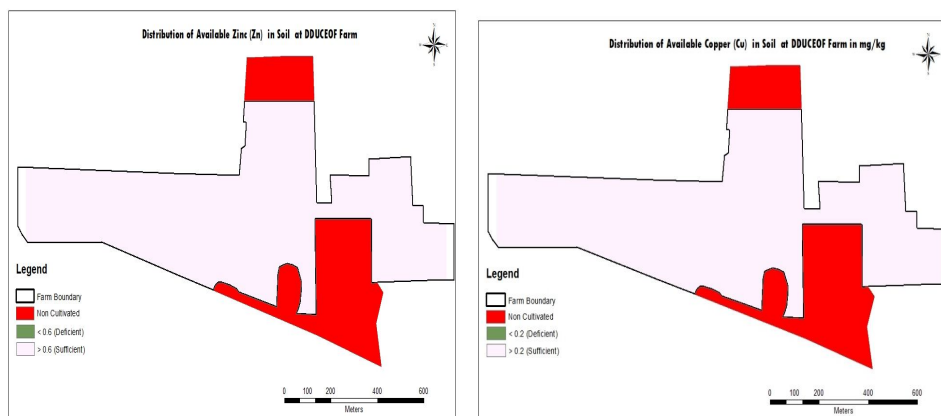 Distribution of Available Zinc (Zn) in Soil at DDUCEOF Farm
Legend
Farm Boundary
Non Cultivated
< 0.6 (Deficient)
> 0.6 (Sufficient)
0 100 200 400 600
Meters
Distribution of Available Copper (Cu) in Soil at DDUCEOF Farm in mg/kg
Legend
Farm Boundary
Non Cultivated
< 0.2 (Deficient)
> 0.2 (Sufficient)
0 100 200 400 600
Meters